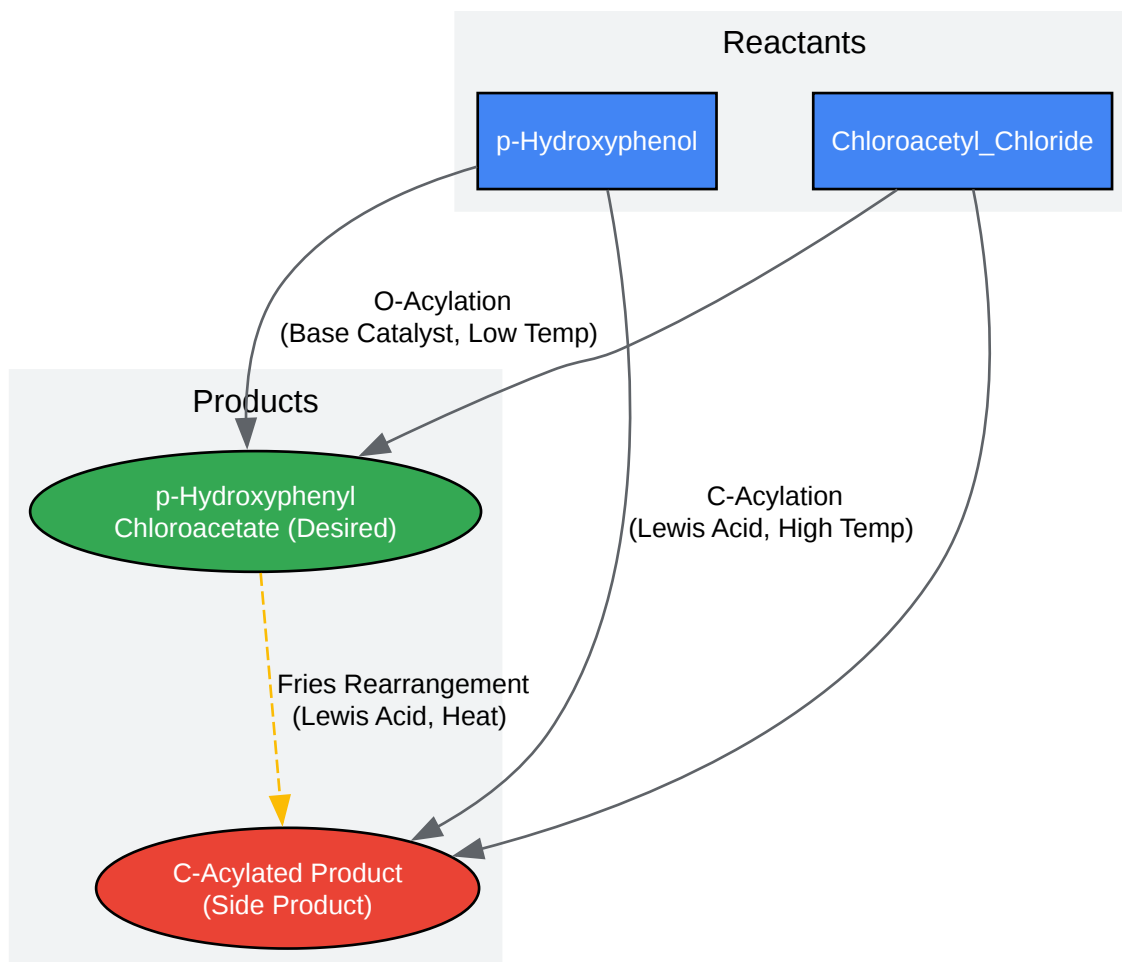 Reactants
p-Hydroxyphenol
Chloroacetyl_Chloride
O-Acylation
(Base Catalyst, Low Temp)
Products
p-Hydroxyphenyl
Chloroacetate (Desired)
C-Acylation
(Lewis Acid, High Temp)
Fries Rearrangement
(Lewis Acid, Heat)
C-Acylated Product
(Side Product)